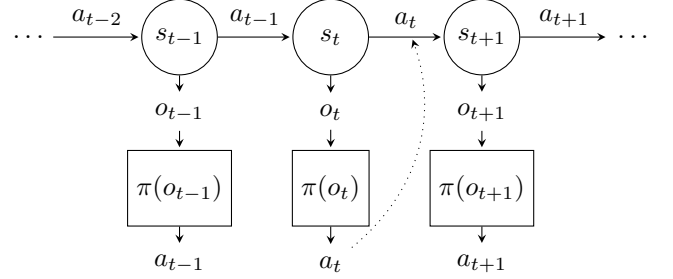 ⋯ a_{t−2} s_{t−1} a_{t−1} s_t a_t s_{t+1} a_{t+1} ⋯
o_{t−1} o_t o_{t+1}
π(o_{t−1}) π(o_t) π(o_{t+1})
a_{t−1} a_t a_{t+1}